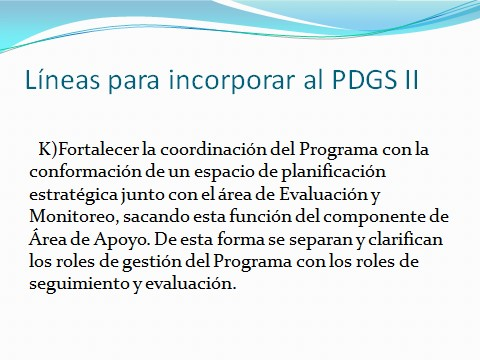 Líneas para incorporar al PDGS II
K)Fortalecer la coordinación del Programa con la
conformación de un espacio de planificación
estratégica junto con el área de Evaluación y
Monitoreo, sacando esta función del componente de
Área de Apoyo. De esta forma se separan y clarifican
los roles de gestión del Programa con los roles de
seguimiento y evaluación.